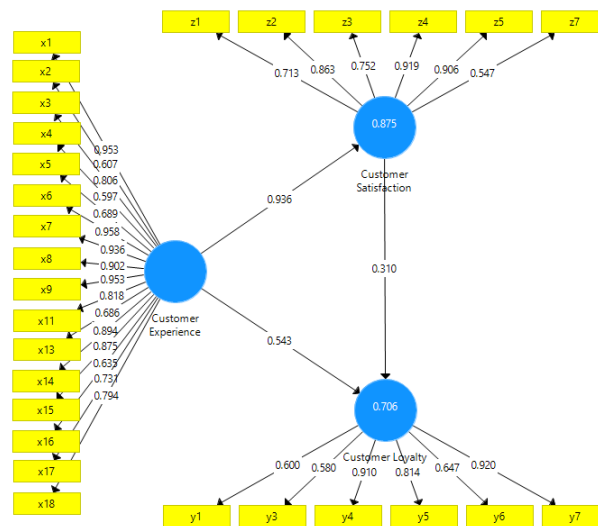 z1
z2
z3
z4
z5
z7
0.713
0.863
0.752
0.919
0.906
0.547
0.875
Customer
Satisfaction
x1
x2
x3
x4
x5
x6
x7
x8
x9
x11
x13
x14
x15
x16
x17
x18
0.953
0.607
0.806
0.597
0.689
0.958
0.936
0.902
0.953
0.818
0.686
0.894
0.875
0.635
0.731
0.794
Customer
Experience
0.936
0.310
0.543
0.706
Customer Loyalty
0.600
0.580
0.910
0.814
0.647
0.920
y1
y3
y4
y5
y6
y7